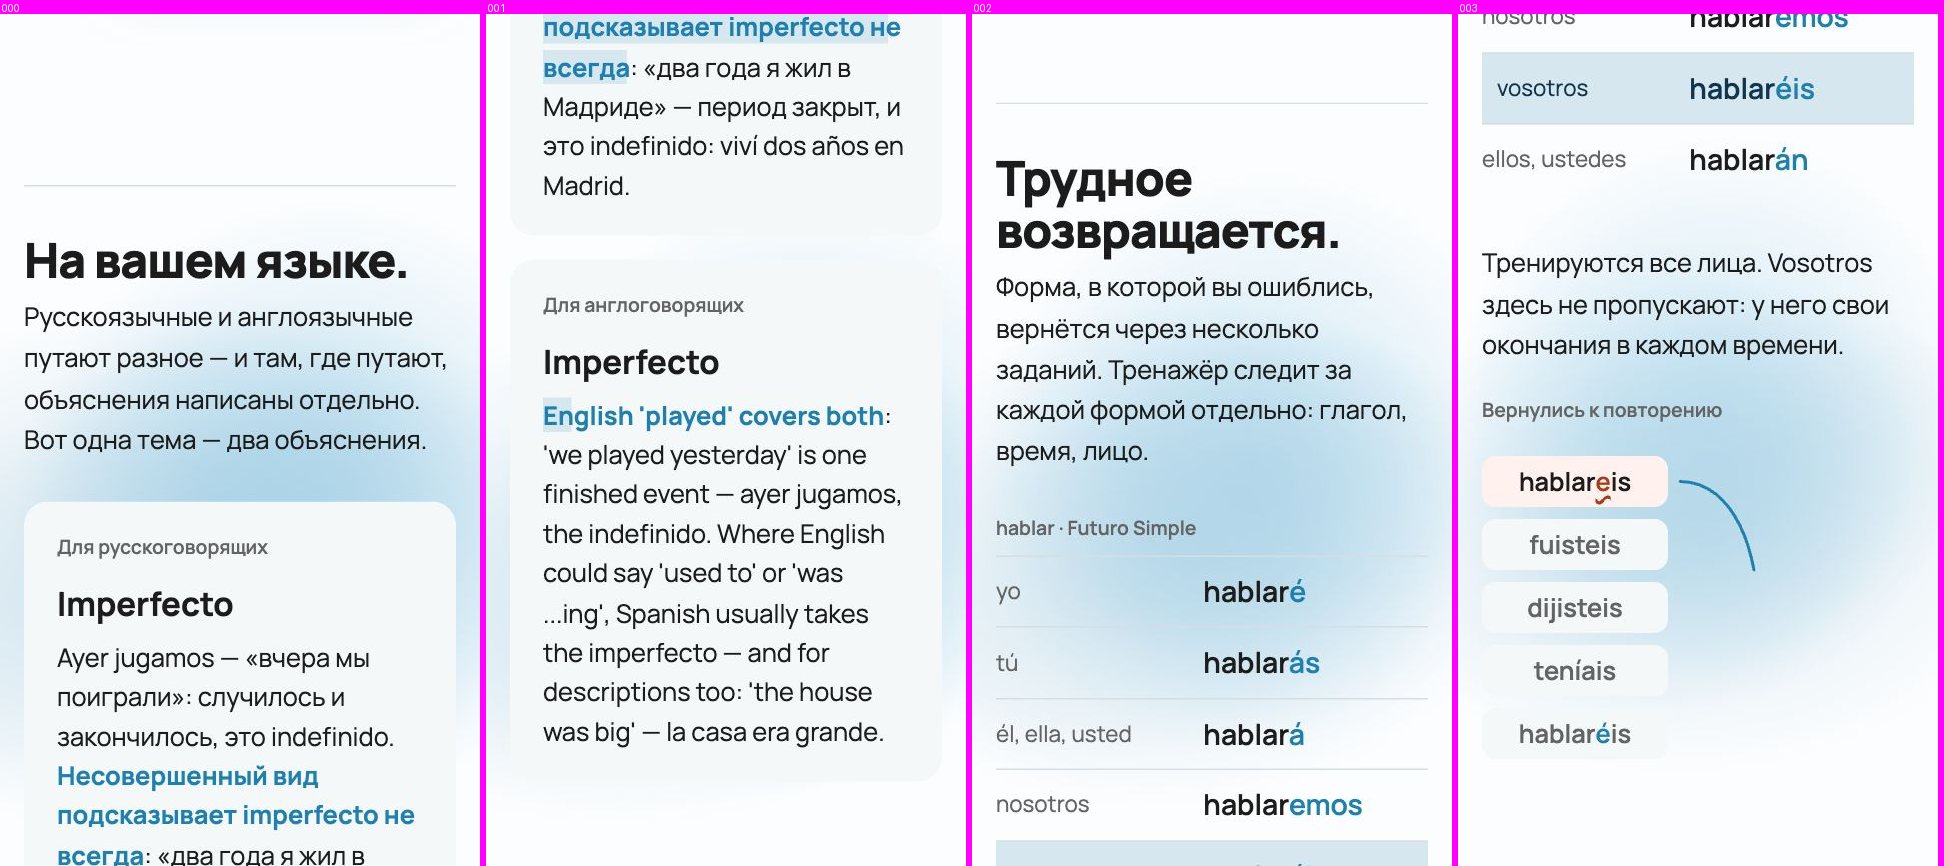 000
На вашем языке.
Русскоязычные и англоязычные
путают разное — и там, где путают,
объяснения написаны отдельно.
Вот одна тема — два объяснения.
Для русскоговорящих
Imperfecto
Ayer jugamos — «вчера мы
поиграли»: случилось и
закончилось, это indefinido.
Несовершенный вид
подсказывает imperfecto не
всегда: «два года я жил в
001
подсказывает imperfecto не
всегда: «два года я жил в
Мадриде» — период закрыт, и
это indefinido: viví dos años en
Madrid.
Для англоговорящих
Imperfecto
English 'played' covers both:
'we played yesterday' is one
finished event — ayer jugamos,
the indefinido. Where English
could say 'used to' or 'was
...ing', Spanish usually takes
the imperfecto — and for
descriptions too: 'the house
was big' — la casa era grande.
002
Трудное
возвращается.
Форма, в которой вы ошиблись,
вернётся через несколько
заданий. Тренажёр следит за
каждой формой отдельно: глагол,
время, лицо.
hablar · Futuro Simple
yo hablaré
tú hablarás
él, ella, usted hablará
nosotros hablaremos
003
nosotros hablaremos
vosotros hablaréis
ellos, ustedes hablarán
Тренируются все лица. Vosotros
здесь не пропускают: у него свои
окончания в каждом времени.
Вернулись к повторению
hablareis
fuisteis
dijisteis
teníais
hablaréis